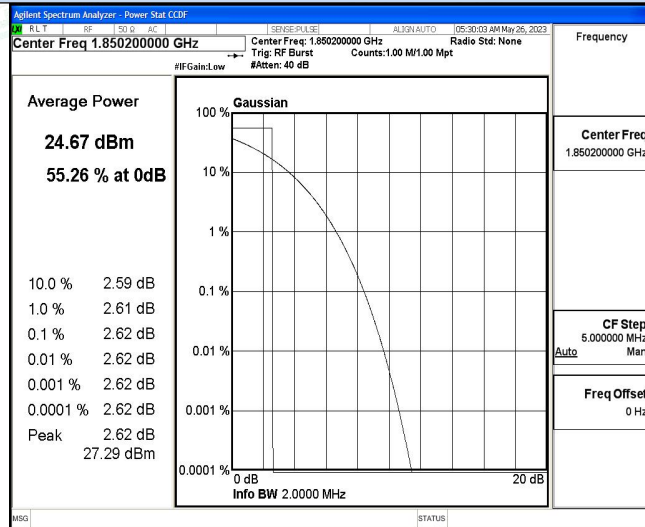 Agilent Spectrum Analyzer - Power Stat CCDF
RLT RF 50 Ω AC SENSE:PULSE ALIGN AUTO 05:30:03 AM May 26, 2023
Center Freq 1.850200000 GHz
Center Freq: 1.850200000 GHz Radio Std: None
Trig: RF Burst Counts:1.00 M/1.00 Mpt
#IFGain:Low #Atten: 40 dB
Frequency
Average Power
24.67 dBm
55.26 % at 0dB
10.0 % 2.59 dB
1.0 % 2.61 dB
0.1 % 2.62 dB
0.01 % 2.62 dB
0.001 % 2.62 dB
0.0001 % 2.62 dB
Peak 2.62 dB
27.29 dBm
Gaussian
100 %
10 %
1 %
0.1 %
0.01 %
0.001 %
0.0001 %
0 dB 20 dB
Info BW 2.0000 MHz
Center Freq
1.850200000 GHz
CF Step
5.000000 MHz
Auto Man
Freq Offset
0 Hz
MSG STATUS